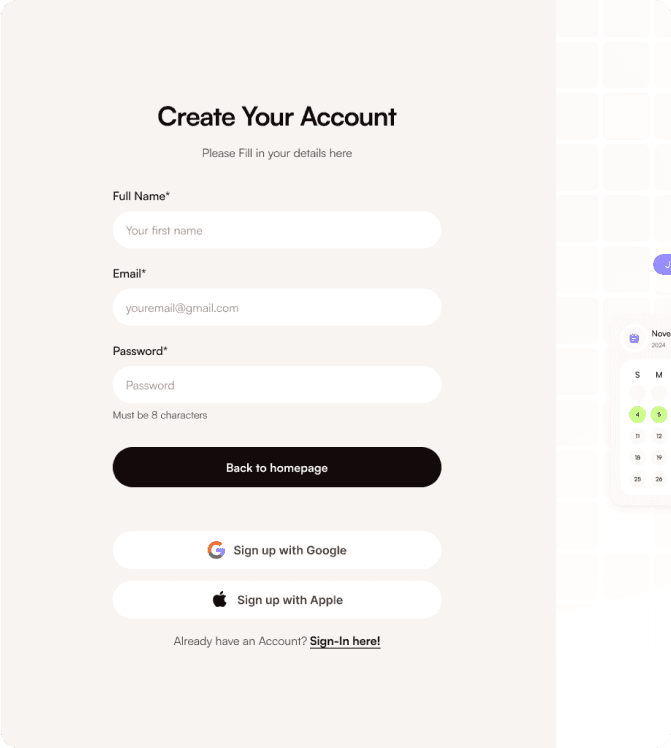 Create Your Account
Please Fill in your details here
Full Name*
Your first name
Email*
youremail@gmail.com
Password*
Password
Must be 8 characters
Back to homepage
Sign up with Google
Sign up with Apple
Already have an Account? Sign-In here!
J
Nove
2024
S M
4 5
11 12
18 19
25 26